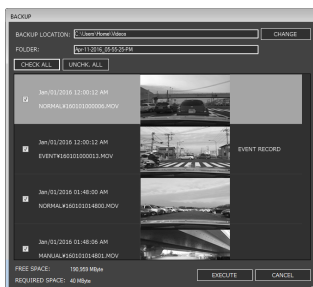 BACKUP
BACKUP LOCATION: C:\Users\Home\Videos CHANGE
FOLDER: Apr-11-2016_05-55-25-PM
CHECK ALL UNCHK. ALL
Jan/01/2016 12:00:12 AM
NORMAL¥160101000006.MOV
Jan/01/2016 12:00:12 AM
EVENT¥160101000013.MOV
EVENT RECORD
Jan/01/2016 01:48:00 AM
NORMAL¥160101014800.MOV
Jan/01/2016 01:48:06 AM
MANUAL¥160101014801.MOV
FREE SPACE: 190,959 MByte
REQUIRED SPACE: 40 MByte
EXECUTE CANCEL